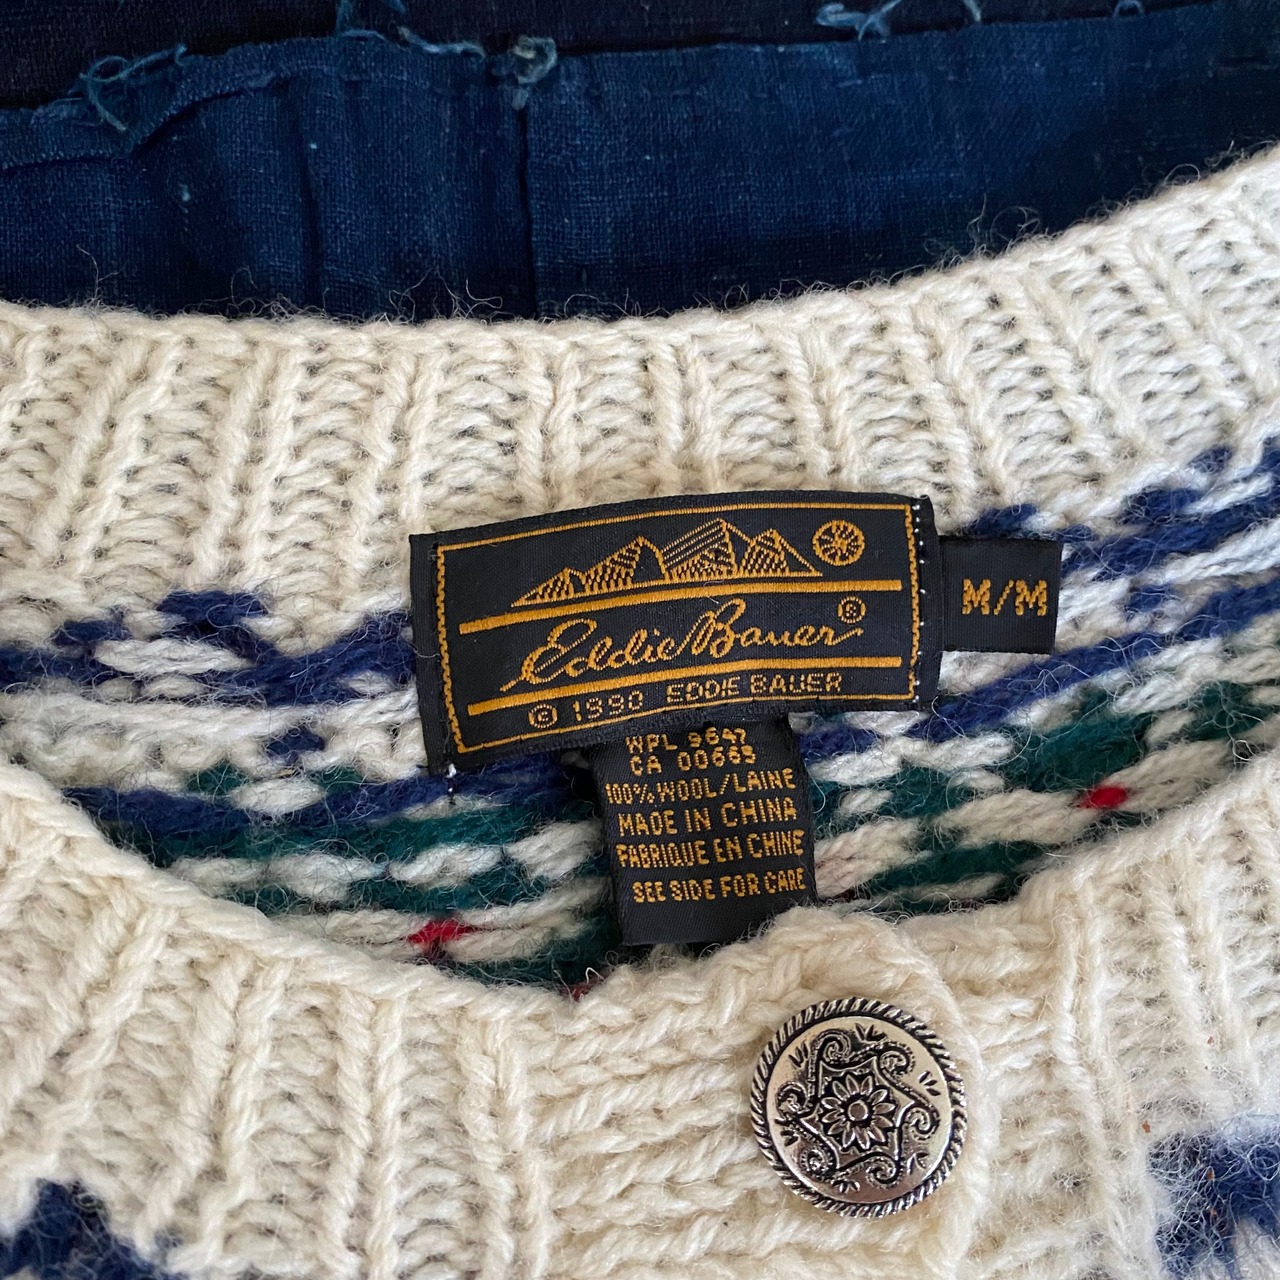 Eddie Bauer®
© 1990 EDDIE BAUER
M/M
WPL 9647
CA 00665
100% WOOL/LAINE
MADE IN CHINA
FABRIQUE EN CHINE
SEE SIDE FOR CARE